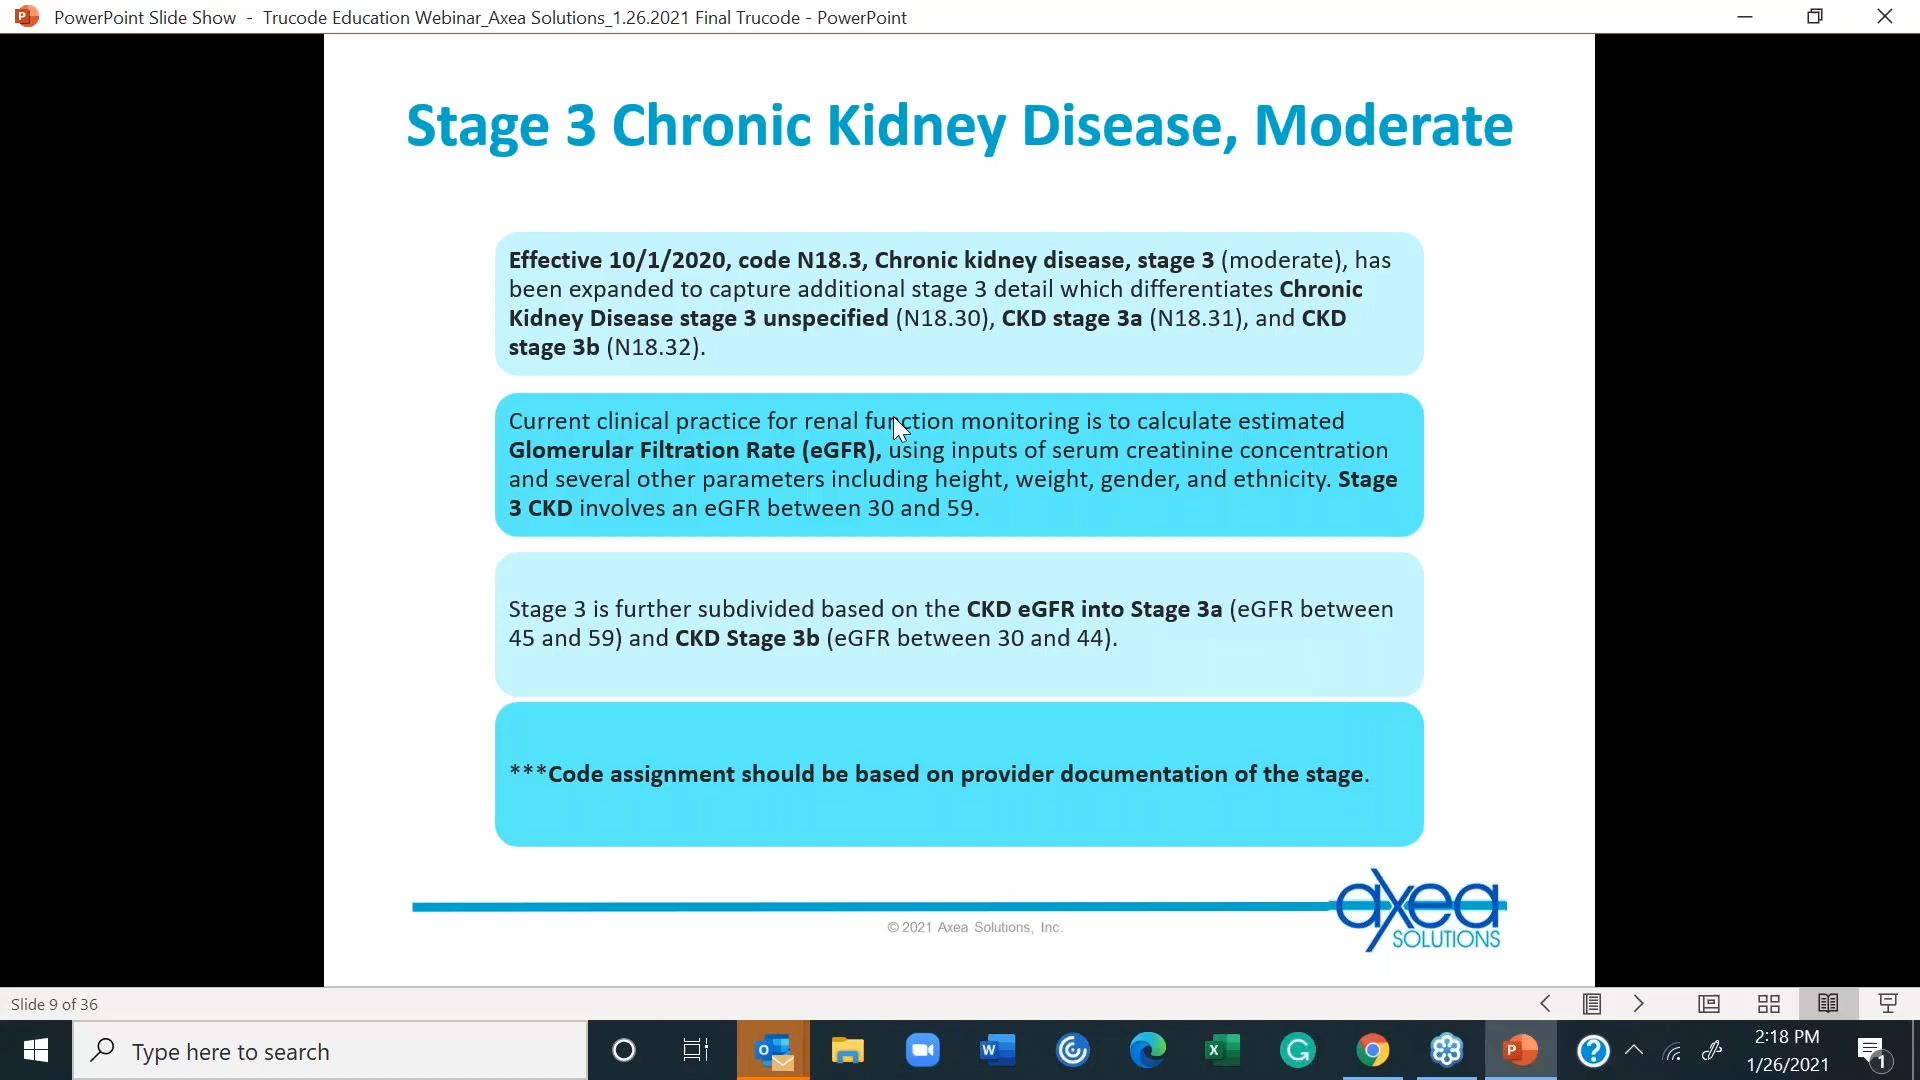 PowerPoint Slide Show - Trucode Education Webinar_Axea Solutions_1.26.2021 Final Trucode - PowerPoint
Stage 3 Chronic Kidney Disease, Moderate
Effective 10/1/2020, code N18.3, Chronic kidney disease, stage 3 (moderate), has
been expanded to capture additional stage 3 detail which differentiates Chronic
Kidney Disease stage 3 unspecified (N18.30), CKD stage 3a (N18.31), and CKD
stage 3b (N18.32).
Current clinical practice for renal function monitoring is to calculate estimated
Glomerular Filtration Rate (eGFR), using inputs of serum creatinine concentration
and several other parameters including height, weight, gender, and ethnicity. Stage
3 CKD involves an eGFR between 30 and 59.
Stage 3 is further subdivided based on the CKD eGFR into Stage 3a (eGFR between
45 and 59) and CKD Stage 3b (eGFR between 30 and 44).
***Code assignment should be based on provider documentation of the stage.
axea
SOLUTIONS
© 2021 Axea Solutions, Inc.
Slide 9 of 36
Type here to search
2:18 PM
1/26/2021
1